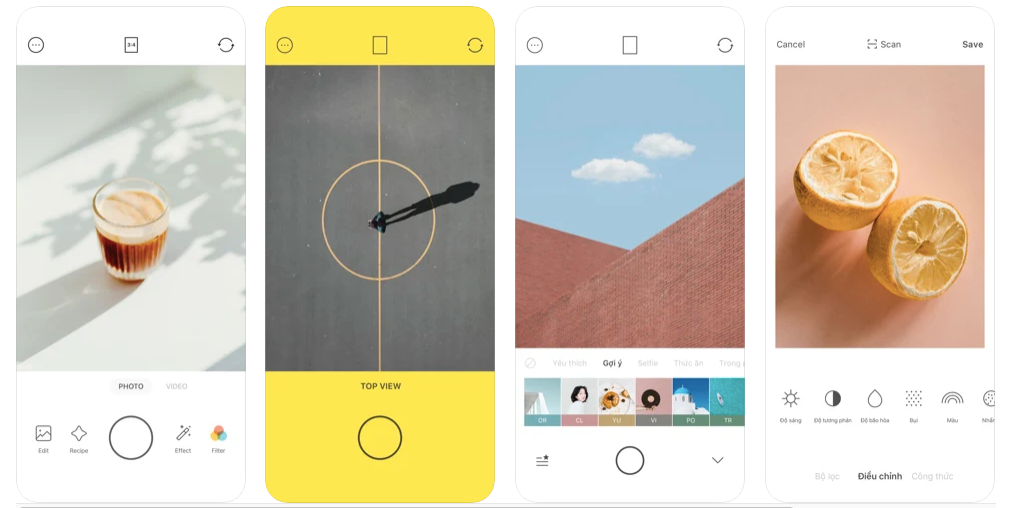 3:4
PHOTO VIDEO
Edit Recipe Effect Filter
TOP VIEW
Yêu thích Gợi ý Selfie Thức ăn Trong
CL YU VI PO TR
Cancel Scan Save
Độ sáng Độ tương phản Độ bão hòa Bụi Màu
Bộ lọc Điều chỉnh Công thức